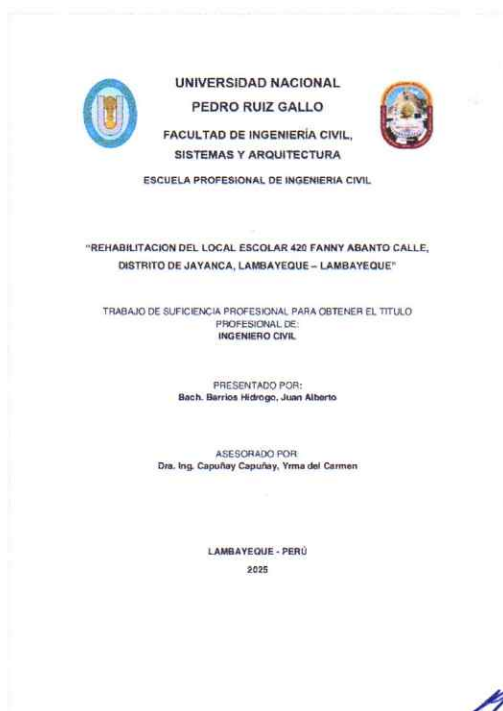 UNIVERSIDAD NACIONAL
PEDRO RUIZ GALLO
FACULTAD DE INGENIERÍA CIVIL,
SISTEMAS Y ARQUITECTURA
ESCUELA PROFESIONAL DE INGENIERIA CIVIL
"REHABILITACION DEL LOCAL ESCOLAR 420 FANNY ABANTO CALLE,
DISTRITO DE JAYANCA, LAMBAYEQUE – LAMBAYEQUE"
TRABAJO DE SUFICIENCIA PROFESIONAL PARA OBTENER EL TITULO
PROFESIONAL DE:
INGENIERO CIVIL
PRESENTADO POR:
Bach. Barrios Hidrogo, Juan Alberto
ASESORADO POR
Dra. Ing. Capuñay Capuñay, Yrma del Carmen
LAMBAYEQUE - PERÚ
2025